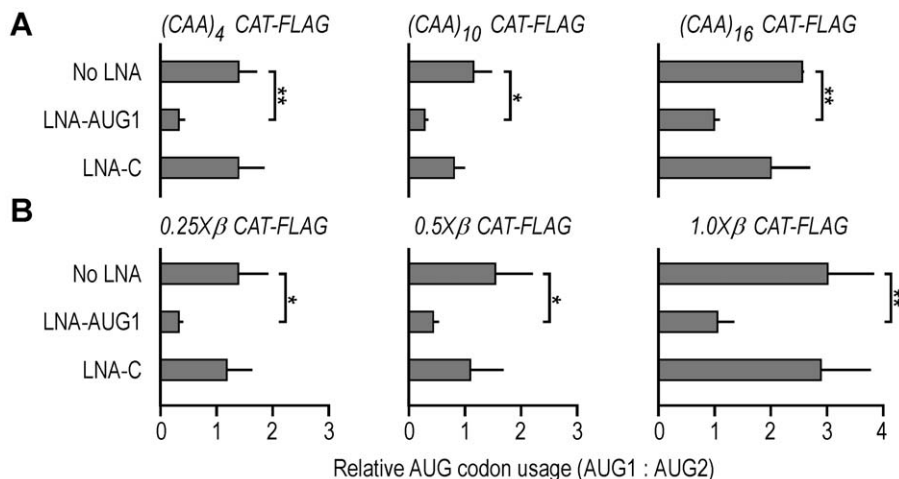 A
(CAA)4 CAT-FLAG
(CAA)10 CAT-FLAG
(CAA)16 CAT-FLAG
No LNA
LNA-AUG1
LNA-C
**
*
**
B
0.25Xβ CAT-FLAG
0.5Xβ CAT-FLAG
1.0Xβ CAT-FLAG
No LNA
LNA-AUG1
LNA-C
*
*
**
0 1 2 3
0 1 2 3
0 1 2 3 4
Relative AUG codon usage (AUG1 : AUG2)